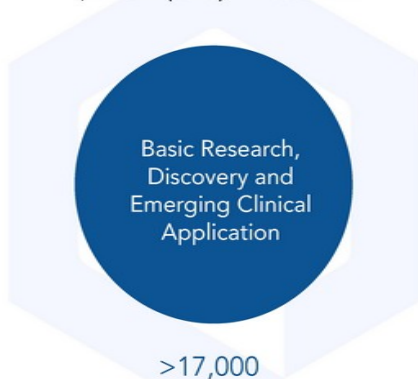 Basic Research,
Discovery and
Emerging Clinical
Application
>17,000